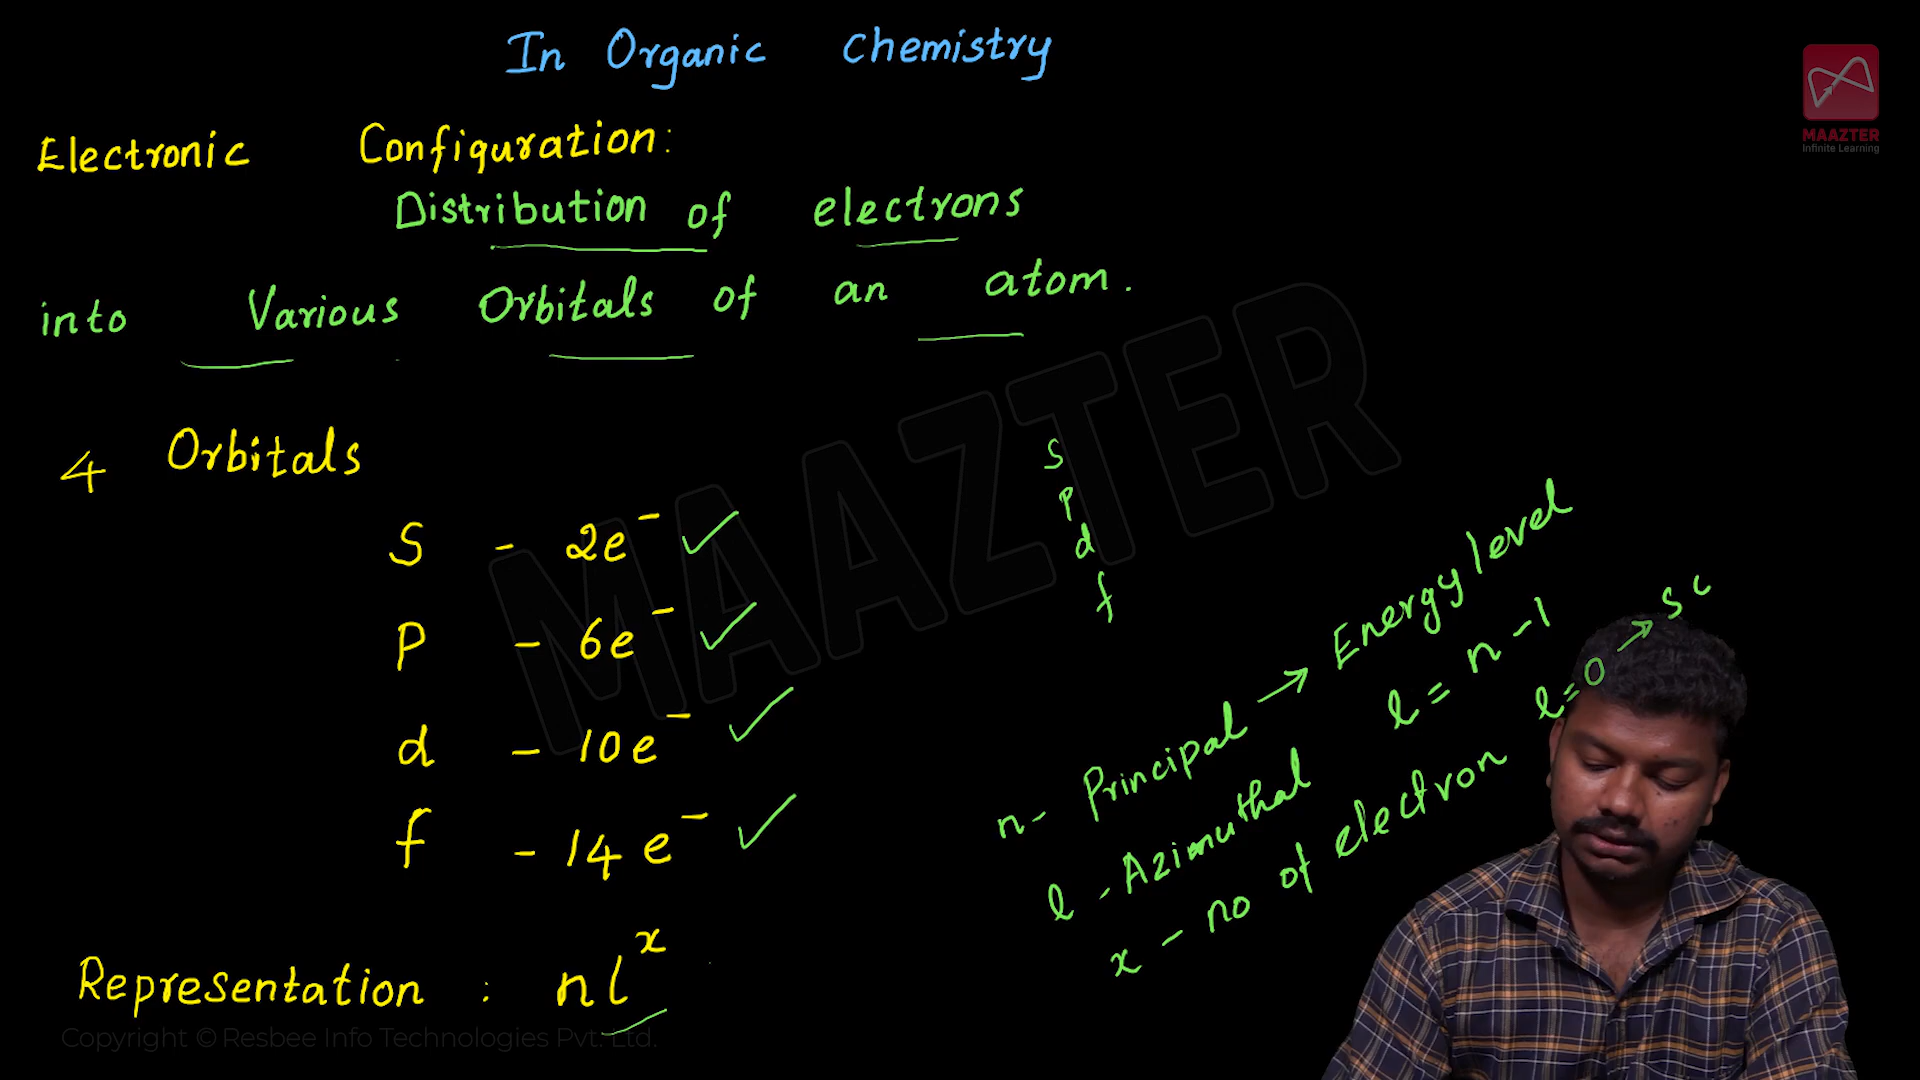 In Organic Chemistry
MAAZTER
Infinite Learning
Electronic Configuration:
Distribution of electrons
into Various Orbitals of an atom.
4 Orbitals
S - 2e⁻ ✓
P - 6e⁻ ✓
d - 10e⁻ ✓
f - 14e⁻ ✓
Representation : nlˣ
S
P
d
f
n - Principal → Energy level
l - Azimuthal l = n - 1
l = 0 → s
x - no of electron
MAAZTER
Copyright © Resbee Info Technologies Pvt. Ltd.